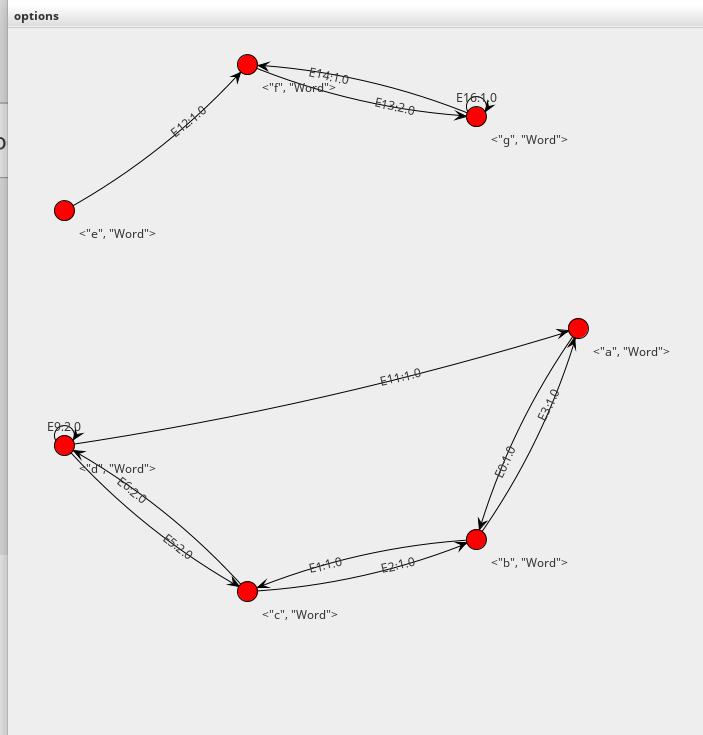 options
E14:1.0
<"f", "Word">
E16:1.0
E13:2.0
E12:1.0
<"g", "Word">
<"e", "Word">
<"a", "Word">
E11:1.0
E3:1.0
E9:2.0
E0:1.0
<"d", "Word">
E6:2.0
E5:2.0
E1:1.0
E2:1.0
<"b", "Word">
<"c", "Word">